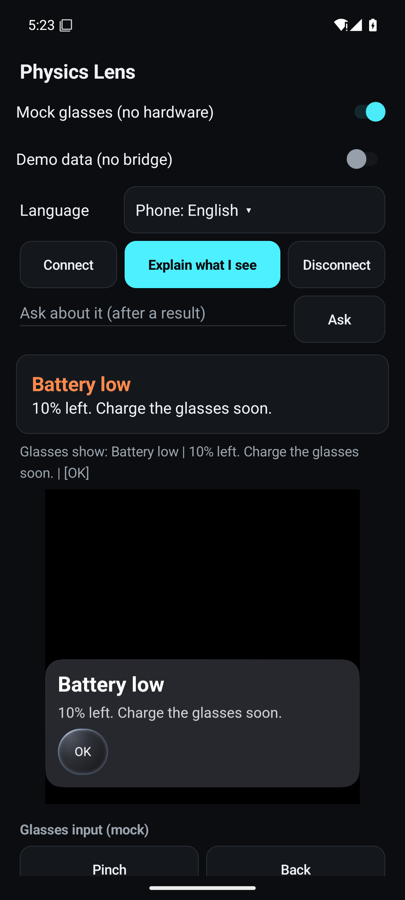 5:23
Physics Lens
Mock glasses (no hardware)
Demo data (no bridge)
Language
Phone: English ▾
Connect
Explain what I see
Disconnect
Ask about it (after a result)
Ask
Battery low
10% left. Charge the glasses soon.
Glasses show: Battery low | 10% left. Charge the glasses
soon. | [OK]
Battery low
10% left. Charge the glasses soon.
OK
Glasses input (mock)
Pinch
Back